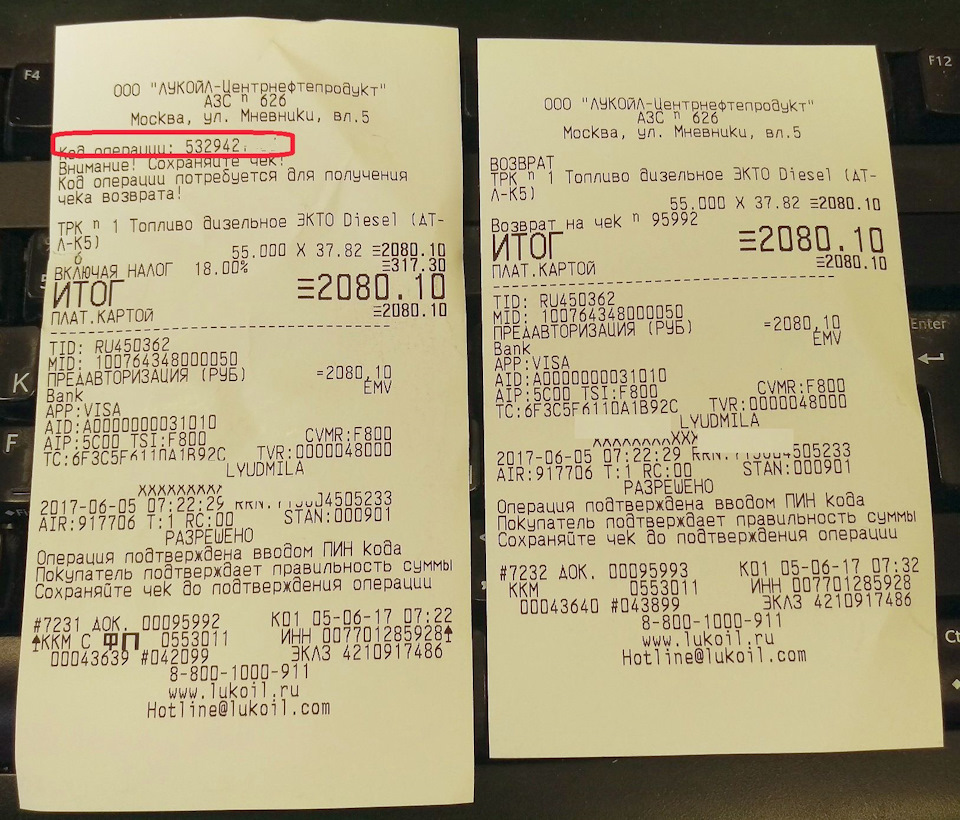 ООО "ЛУКОЙЛ-Центрнефтепродукт"
АЗС n 626
Москва, ул. Мневники, вл.5
Код операции: 532942
Внимание! Сохраняйте чек!
Код операции потребуется для получения
чека возврата!
ТРК n 1 Топливо дизельное ЭКТО Diesel (ДТ-
Л-К5)
55.000 X 37.82 ≡2080.10
ВКЛЮЧАЯ НАЛОГ 18.00% ≡317.30
ИТОГ ≡2080.10
ПЛАТ.КАРТОЙ ≡2080.10
TID: RU450362
MID: 100764348000050
ПРЕДАВТОРИЗАЦИЯ (РУБ) =2080,10
Bank EMV
APP:VISA
AID:A0000000031010
AIP:5C00 TSI:F800 CVMR:F800
TC:6F3C5F6110A1B92C TVR:0000048000
LYUDMILA
XXXXXXXX
2017-06-05 07:22:29 RRN:713004505233
AIR:917706 T:1 RC:00 STAN:000901
РАЗРЕШЕНО
Операция подтверждена вводом ПИН кода
Покупатель подтверждает правильность суммы
Сохраняйте чек до подтверждения операции
#7231 ДОК. 00095992 К01 05-06-17 07:22
ККМ С ФП 0553011 ИНН 007701285928
00043639 #042099 ЭКЛЗ 4210917486
8-800-1000-911
www.lukoil.ru
Hotline@lukoil.com
ООО "ЛУКОЙЛ-Центрнефтепродукт"
АЗС n 626
Москва, ул. Мневники, вл.5
ВОЗВРАТ
ТРК n 1 Топливо дизельное ЭКТО Diesel (ДТ-
Л-К5)
55.000 X 37.82 ≡2080.10
Возврат на чек n 95992
ИТОГ ≡2080.10
ПЛАТ.КАРТОЙ ≡2080.10
TID: RU450362
MID: 100764348000050
ПРЕДАВТОРИЗАЦИЯ (РУБ) =2080,10
Bank EMV
APP:VISA
AID:A0000000031010
AIP:5C00 TSI:F800 CVMR:F800
TC:6F3C5F6110A1B92C TVR:0000048000
LYUDMILA
2017-06-05 07:22:29
AIR:917706 T:1 RC:00 STAN:000901
РАЗРЕШЕНО
Операция подтверждена вводом ПИН кода
Покупатель подтверждает правильность суммы
Сохраняйте чек до подтверждения операции
#7232 ДОК. 00095993 К01 05-06-17 07:32
ККМ 0553011 ИНН 007701285928
00043640 #043899 ЭКЛЗ 4210917486
8-800-1000-911
www.lukoil.ru
Hotline@lukoil.com
F4
K
F
F12
Enter
Ct